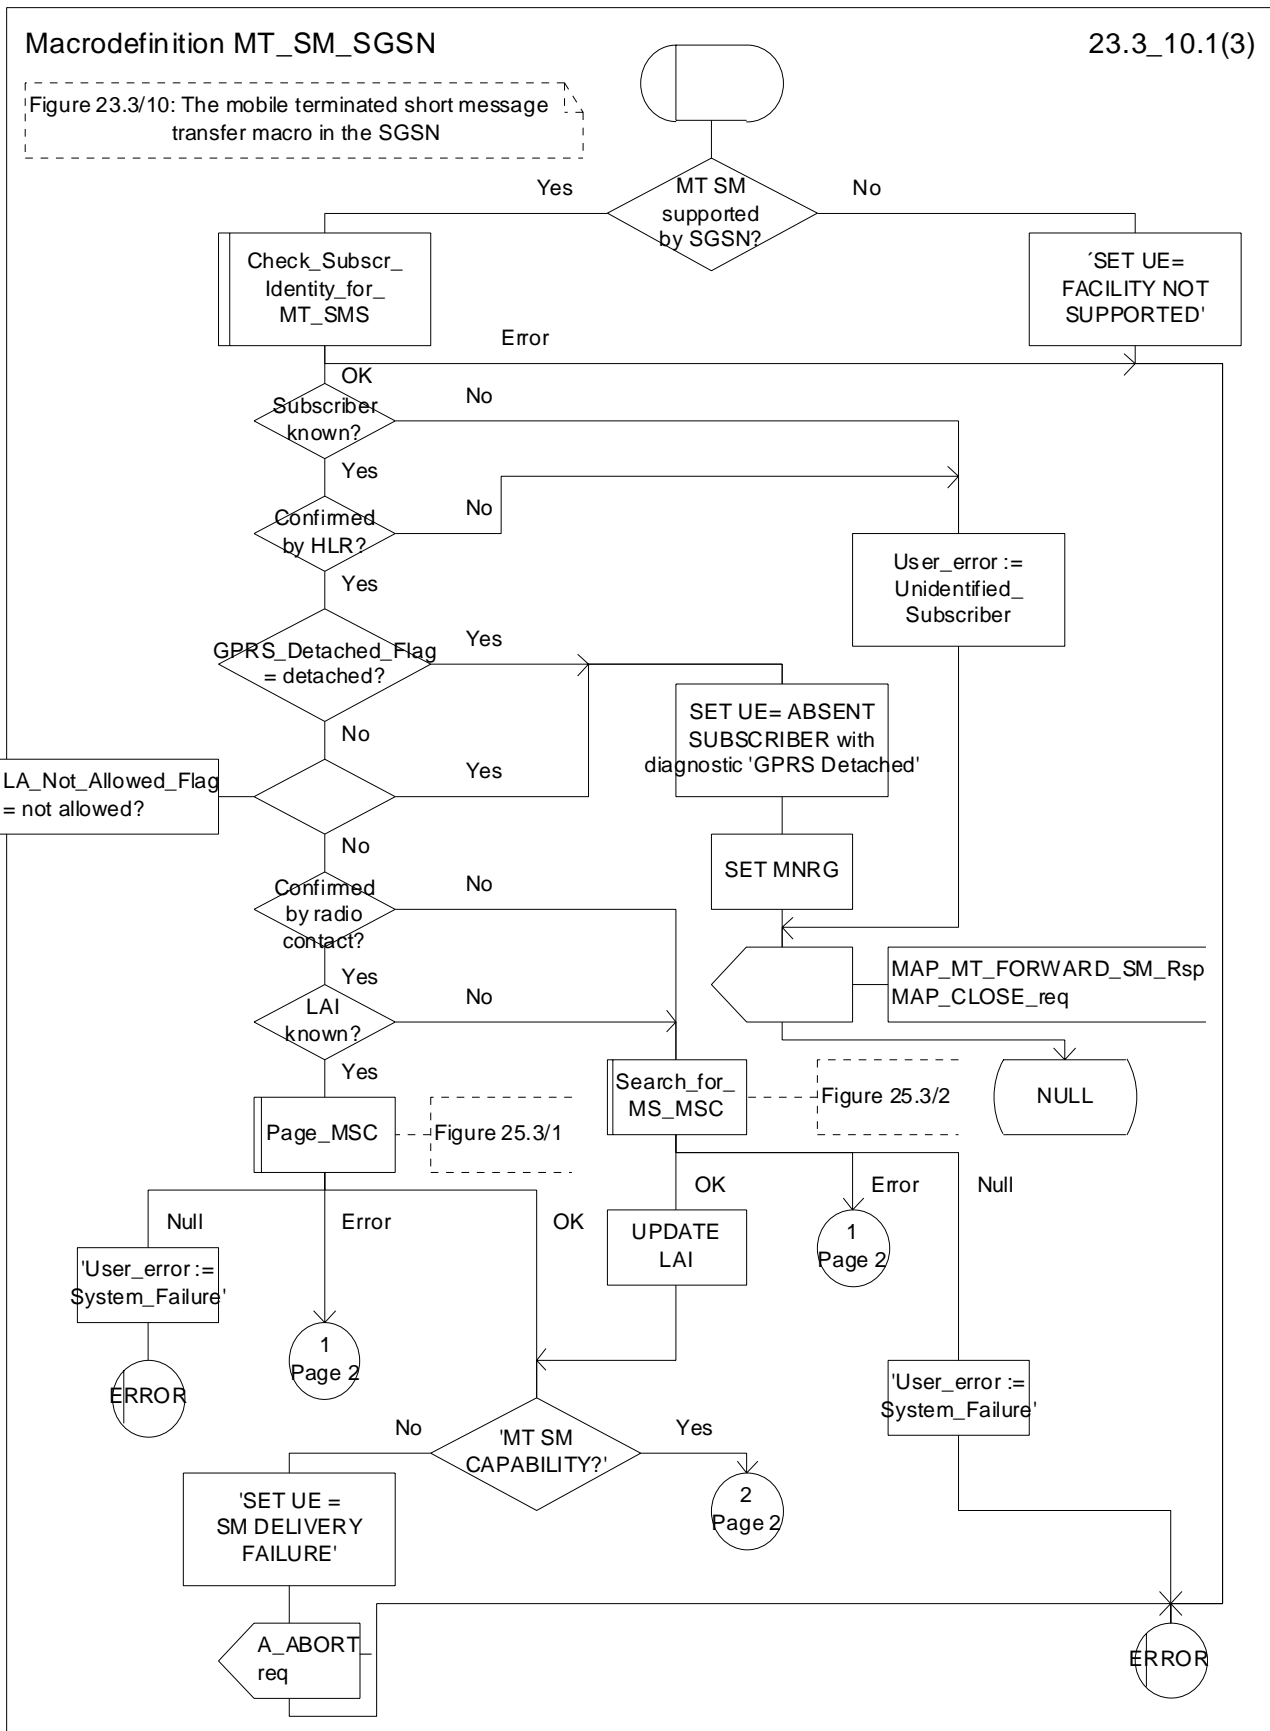 Macrodefinition MT_SM_SGSN
23.3_10.1(3)
Figure 23.3/10: The mobile terminated short message
transfer macro in the SGSN
MT SM
supported
by SGSN?
Yes
No
Check_Subscr_
Identity_for_
MT_SMS
´SET UE=
FACILITY NOT
SUPPORTED'
Error
OK
Subscriber
known?
No
Yes
Confirmed
by HLR?
No
User_error :=
Unidentified_
Subscriber
Yes
GPRS_Detached_Flag
= detached?
Yes
SET UE= ABSENT
SUBSCRIBER with
diagnostic 'GPRS Detached'
No
LA_Not_Allowed_Flag
= not allowed?
Yes
No
SET MNRG
Confirmed
by radio
contact?
No
MAP_MT_FORWARD_SM_Rsp
MAP_CLOSE_req
Yes
LAI
known?
No
Yes
Search_for_
MS_MSC
Figure 25.3/2
NULL
Page_MSC
Figure 25.3/1
OK
Error
Null
Null
Error
OK
UPDATE
LAI
1
Page 2
'User_error :=
System_Failure'
1
Page 2
ERROR
'User_error :=
System_Failure'
No
'MT SM
CAPABILITY?'
Yes
2
Page 2
'SET UE =
SM DELIVERY
FAILURE'
A_ABORT_
req
ERROR